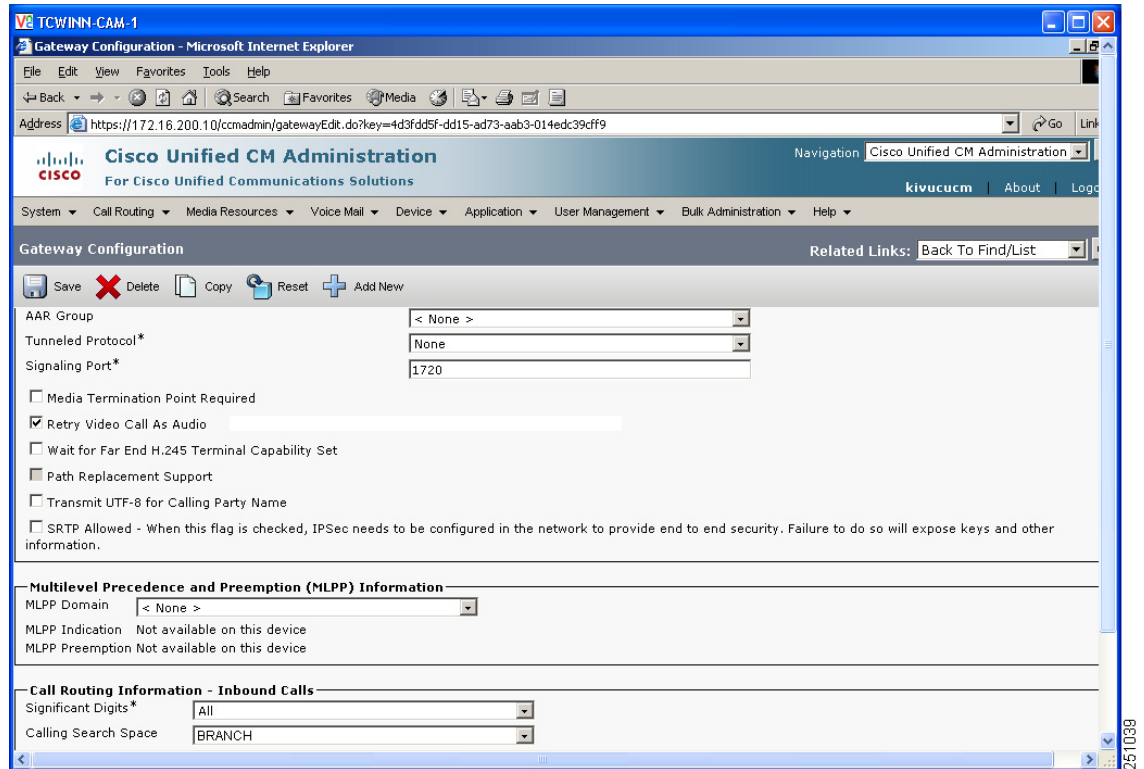 TCWINN-CAM-1
Gateway Configuration - Microsoft Internet Explorer
File Edit View Favorites Tools Help
Back Search Favorites Media
Address https://172.16.200.10/ccmadmin/gatewayEdit.do?key=4d3fdd5f-dd15-ad73-aab3-014edc39cff9 Go Link
CISCO Cisco Unified CM Administration Navigation Cisco Unified CM Administration
For Cisco Unified Communications Solutions
kivucucm | About | Logo
System Call Routing Media Resources Voice Mail Device Application User Management Bulk Administration Help
Gateway Configuration Related Links: Back To Find/List
Save Delete Copy Reset Add New
AAR Group < None >
Tunneled Protocol* None
Signaling Port* 1720
Media Termination Point Required
Retry Video Call As Audio
Wait for Far End H.245 Terminal Capability Set
Path Replacement Support
Transmit UTF-8 for Calling Party Name
SRTP Allowed - When this flag is checked, IPSec needs to be configured in the network to provide end to end security. Failure to do so will expose keys and other
information.
Multilevel Precedence and Preemption (MLPP) Information
MLPP Domain < None >
MLPP Indication Not available on this device
MLPP Preemption Not available on this device
Call Routing Information - Inbound Calls
Significant Digits* All
Calling Search Space BRANCH
251039